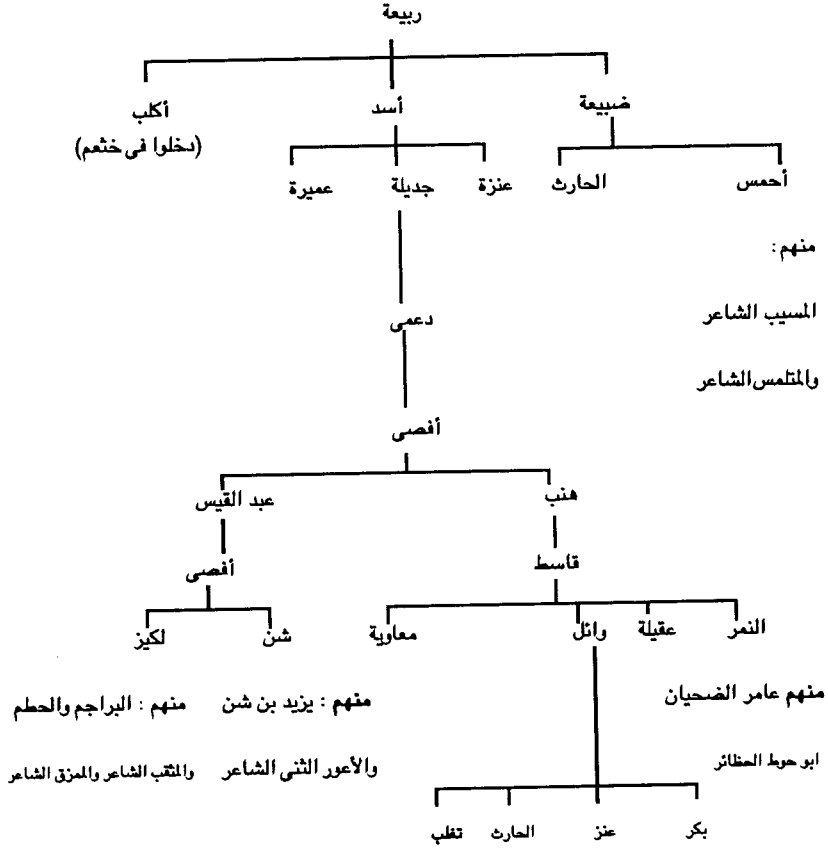 ربيعة
ضبيعة أسد أكلب
(دخلوا فى خثعم)
أحمس الحارث عنزة جديلة عميرة
منهم :
المسيب الشاعر
والمتلمس الشاعر
دعمى
أفصى
هنب عبد القيس
قاسط أفصى
النمر عقيلة وائل معاوية شن لكيز
منهم عامر الضحيان منهم : يزيد بن شن منهم : البراجم والحطم
ابو حوط الحظائر والأعور الثنى الشاعر والمثقب الشاعر والمعزق الشاعر
بكر عنز الحارث تغلب